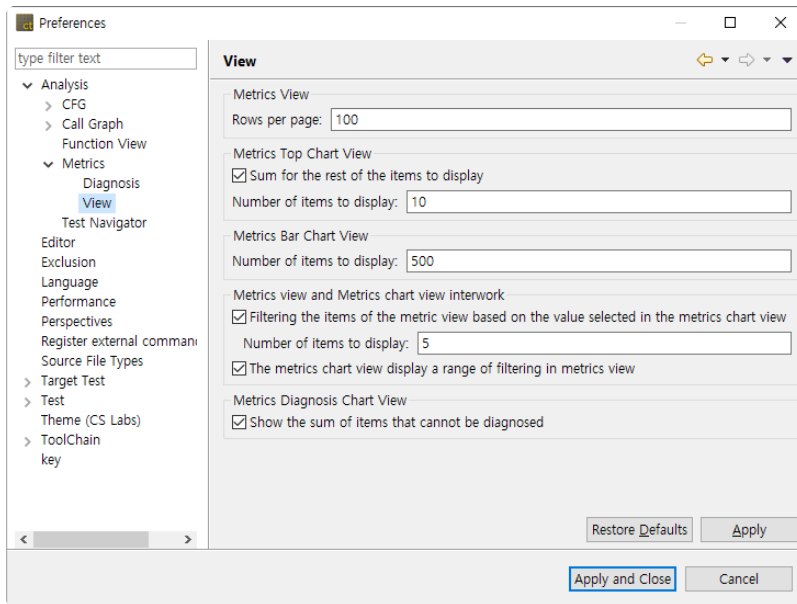 ct Preferences
type filter text
Analysis
CFG
Call Graph
Function View
Metrics
Diagnosis
View
Test Navigator
Editor
Exclusion
Language
Performance
Perspectives
Register external comman
Source File Types
Target Test
Test
Theme (CS Labs)
ToolChain
key
View
Metrics View
Rows per page: 100
Metrics Top Chart View
Sum for the rest of the items to display
Number of items to display: 10
Metrics Bar Chart View
Number of items to display: 500
Metrics view and Metrics chart view interwork
Filtering the items of the metric view based on the value selected in the metrics chart view
Number of items to display: 5
The metrics chart view display a range of filtering in metrics view
Metrics Diagnosis Chart View
Show the sum of items that cannot be diagnosed
Restore Defaults Apply
Apply and Close Cancel